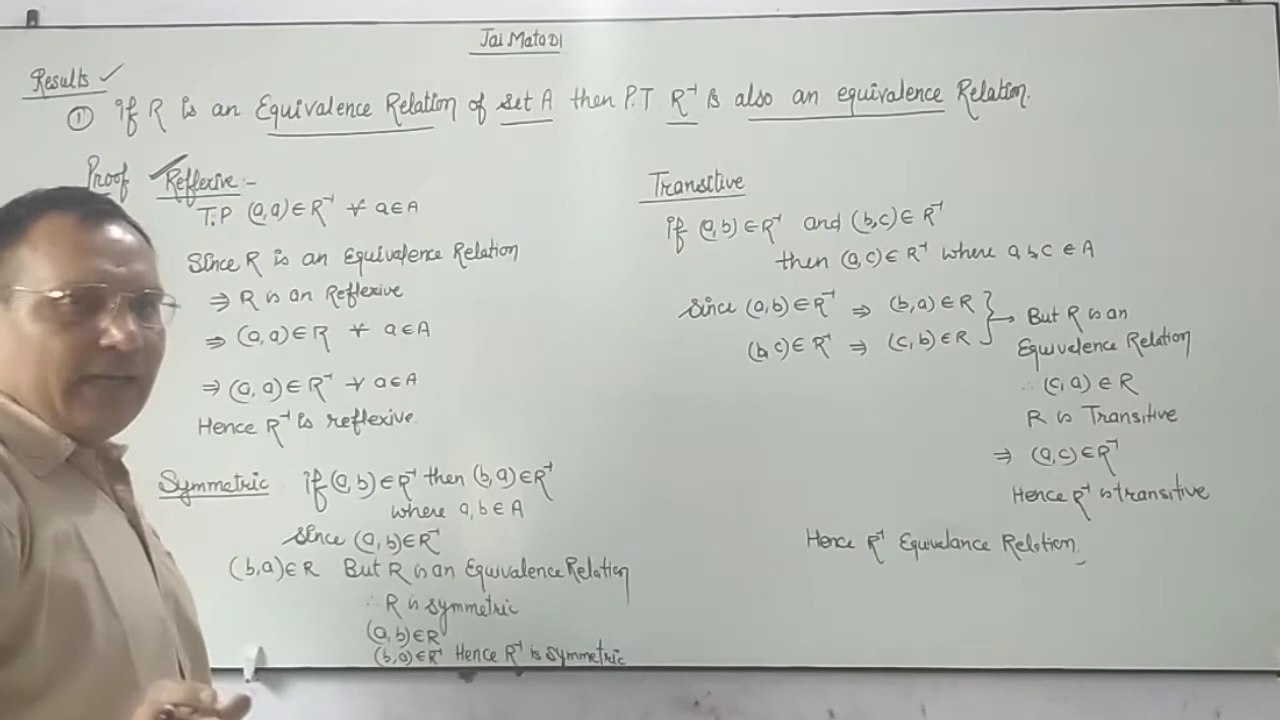 Jai Mata DI
Results ✓
① If R is an Equivalence Relation of set A then P.T R⁻¹ is also an equivalence Relation.
Proof Reflexive:-
T.P (a,a) ∈ R⁻¹ ∀ a∈A
Since R is an Equivalence Relation
⇒ R is an Reflexive
⇒ (a,a) ∈ R ∀ a∈A
⇒ (a,a) ∈ R⁻¹ ∀ a∈A
Hence R⁻¹ is reflexive
Symmetric If (a,b) ∈ R⁻¹ then (b,a) ∈ R⁻¹
where a,b ∈ A
Since (a,b) ∈ R⁻¹
(b,a) ∈ R But R is an Equivalence Relation
∴ R is symmetric
(a,b) ∈ R
(b,a) ∈ R⁻¹ Hence R⁻¹ is symmetric
Transitive
if (a,b) ∈ R⁻¹ and (b,c) ∈ R⁻¹
then (a,c) ∈ R⁻¹ where a,b,c ∈ A
Since (a,b) ∈ R⁻¹ ⇒ (b,a) ∈ R
(b,c) ∈ R⁻¹ ⇒ (c,b) ∈ R
} → But R is an
Equivalence Relation
∴ (c,a) ∈ R
R is Transitive
⇒ (a,c) ∈ R⁻¹
Hence R⁻¹ is transitive
Hence R⁻¹ Equivalance Relation.